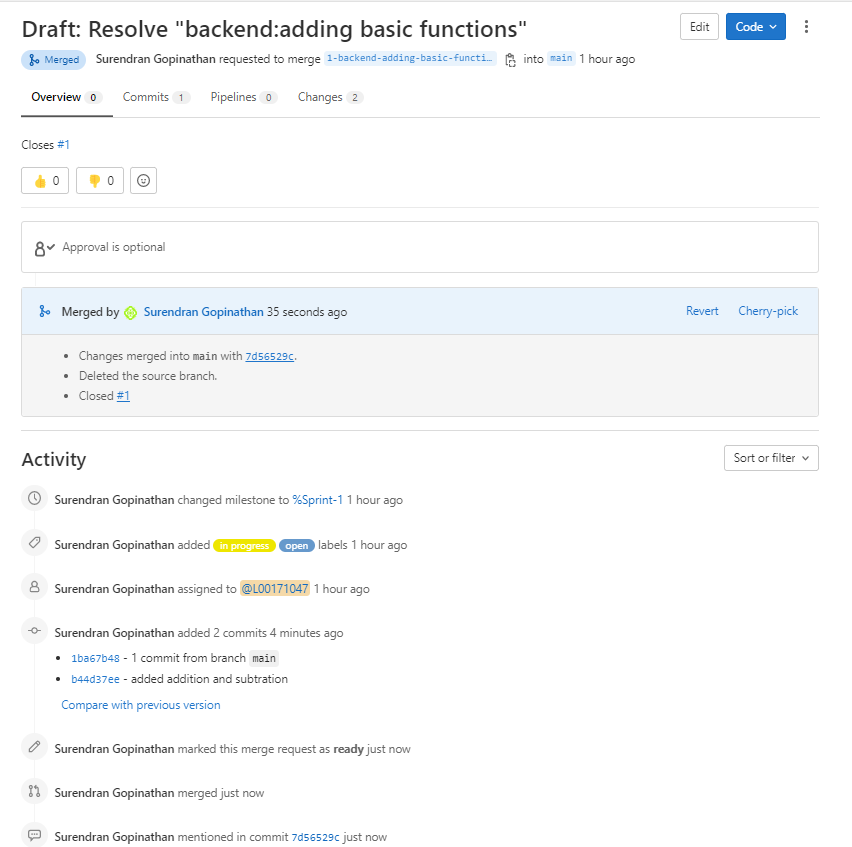 Draft: Resolve "backend:adding basic functions"
Edit
Code
Merged
Surendran Gopinathan requested to merge 1-backend-adding-basic-functi… into main 1 hour ago
Overview 0
Commits 1
Pipelines 0
Changes 2
Closes #1
0
0
Approval is optional
Merged by Surendran Gopinathan 35 seconds ago
Revert
Cherry-pick
• Changes merged into main with 7d56529c.
• Deleted the source branch.
• Closed #1
Activity
Sort or filter
Surendran Gopinathan changed milestone to %Sprint-1 1 hour ago
Surendran Gopinathan added in progress open labels 1 hour ago
Surendran Gopinathan assigned to @L00171047 1 hour ago
Surendran Gopinathan added 2 commits 4 minutes ago
• 1ba67b48 - 1 commit from branch main
• b44d37ee - added addition and subtration
Compare with previous version
Surendran Gopinathan marked this merge request as ready just now
Surendran Gopinathan merged just now
Surendran Gopinathan mentioned in commit 7d56529c just now